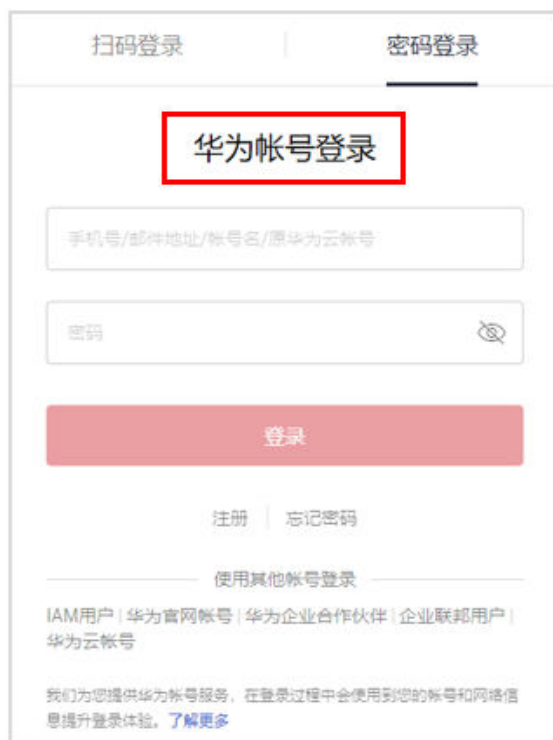 扫码登录 密码登录
华为帐号登录
手机号/邮件地址/帐号名/原华为云帐号
密码
登录
注册 | 忘记密码
使用其他帐号登录
IAM用户 | 华为官网帐号 | 华为企业合作伙伴 | 企业联邦用户 |
华为云帐号
我们为您提供华为帐号服务，在登录过程中会使用到您的帐号和网络信
息提升登录体验。了解更多